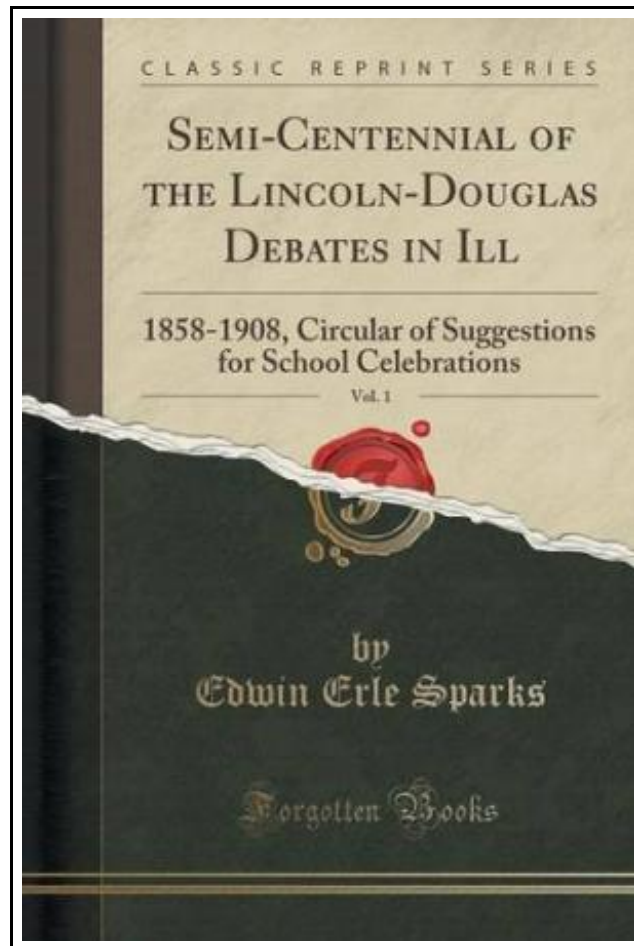 CLASSIC REPRINT SERIES
SEMI-CENTENNIAL OF
THE LINCOLN-DOUGLAS
DEBATES IN ILL
1858-1908, Circular of Suggestions
for School Celebrations
Vol. 1
by
Edwin Erle Sparks
Forgotten Books